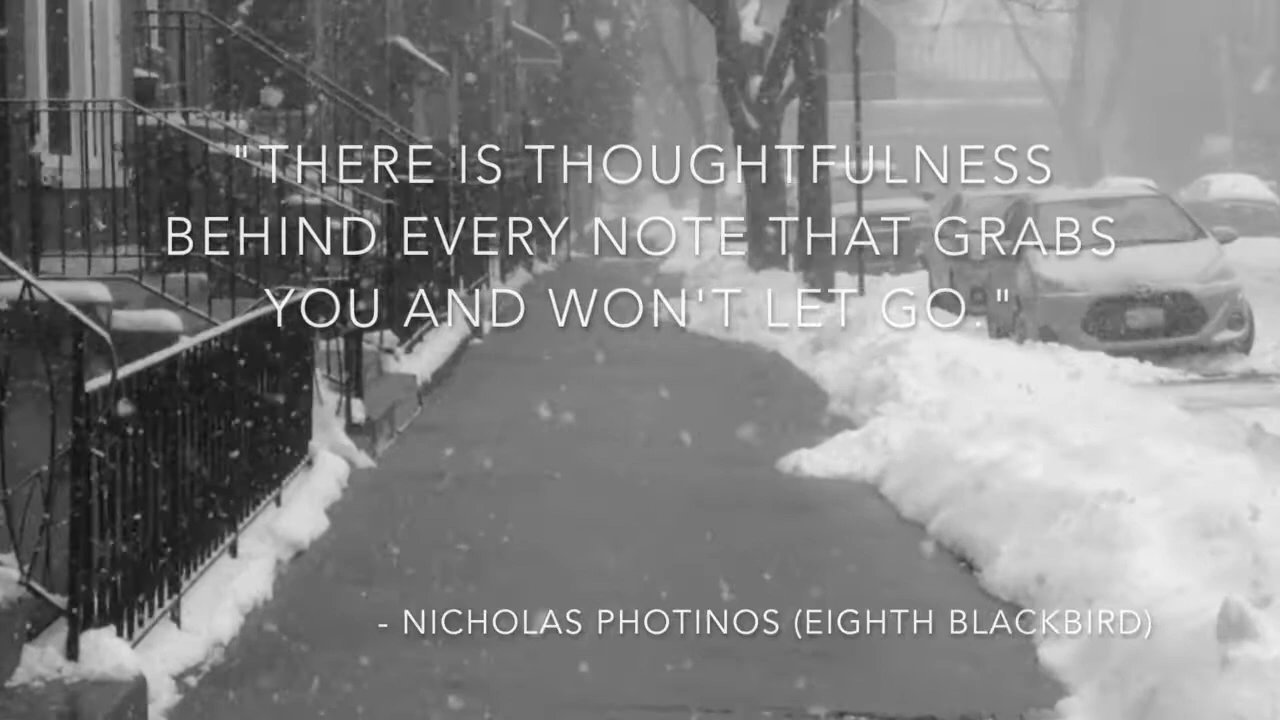 "THERE IS THOUGHTFULNESS
BEHIND EVERY NOTE THAT GRABS
YOU AND WON'T LET GO."
- NICHOLAS PHOTINOS (EIGHTH BLACKBIRD)